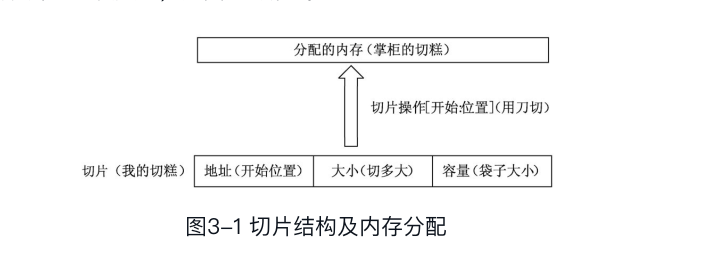 分配的内存(掌柜的切糕)
切片操作[开始:位置](用刀切)
切片(我的切糕) 地址(开始位置) 大小(切多大) 容量(袋子大小)
图3-1 切片结构及内存分配